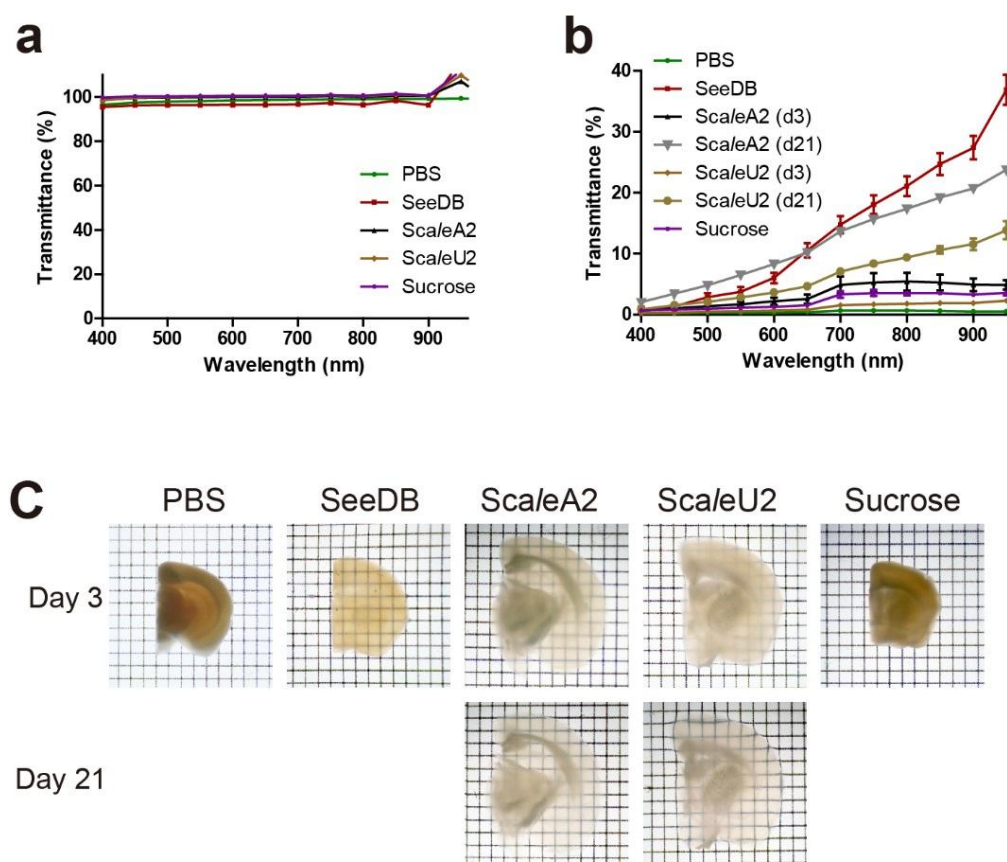 a
Transmittance (%)
100
80
60
40
20
0
400 500 600 700 800 900
Wavelength (nm)
PBS
SeeDB
ScaleA2
ScaleU2
Sucrose
b
Transmittance (%)
40
30
20
10
0
400 500 600 700 800 900
Wavelength (nm)
PBS
SeeDB
ScaleA2 (d3)
ScaleA2 (d21)
ScaleU2 (d3)
ScaleU2 (d21)
Sucrose
C
PBS SeeDB ScaleA2 ScaleU2 Sucrose
Day 3
Day 21